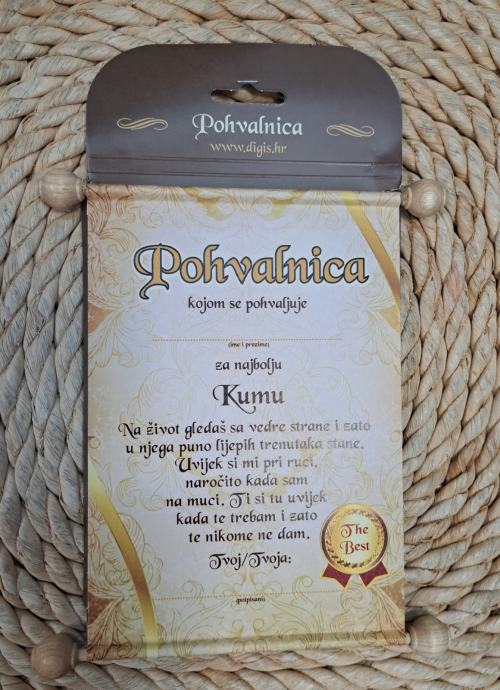 Pohvalnica
www.digis.hr
Pohvalnica
kojom se pohvaljuje
(ime i prezime)
za najbolju
Kumu
Na život gledaš sa vedre strane i zato
u njega puno lijepih trenutaka stane.
Uvijek si mi pri ruci,
naročito kada sam
na muci. Ti si tu uvijek
kada te trebam i zato
te nikome ne dam.
The
Best
Tvoj/Tvoja:
(potpisani)